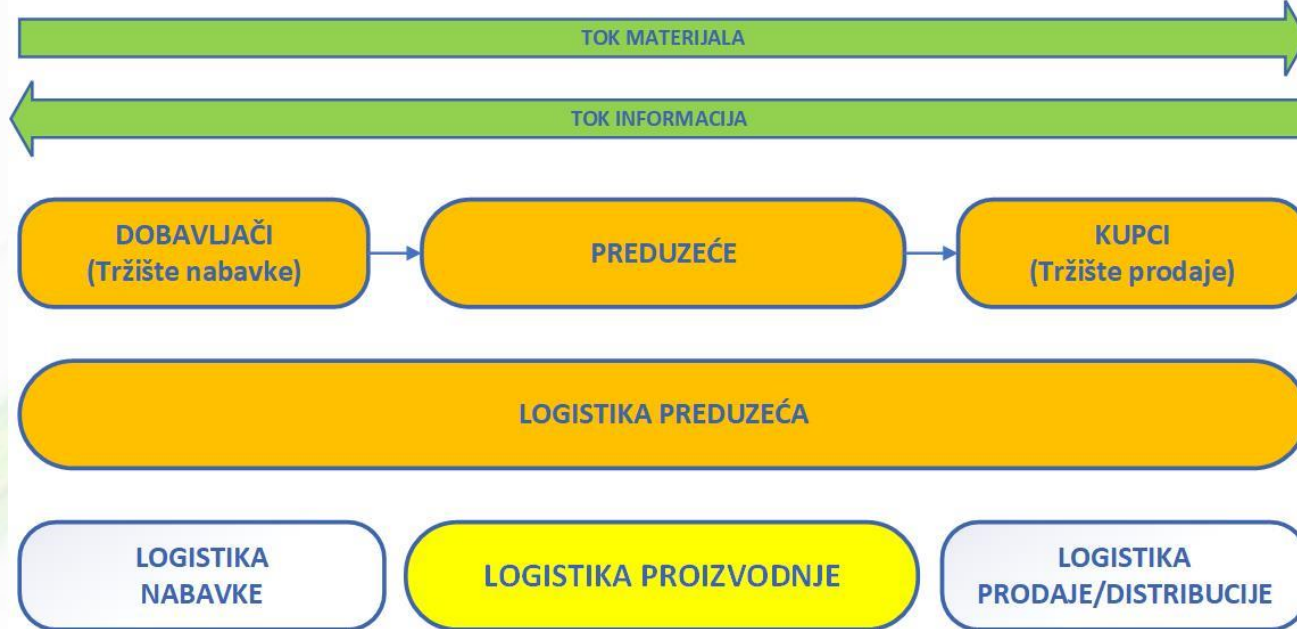 TOK MATERIJALA
TOK INFORMACIJA
DOBAVLJAČI
(Tržište nabavke)
PREDUZEĆE
KUPCI
(Tržište prodaje)
LOGISTIKA PREDUZEĆA
LOGISTIKA
NABAVKE
LOGISTIKA PROIZVODNJE
LOGISTIKA
PRODAJE/DISTRIBUCIJE